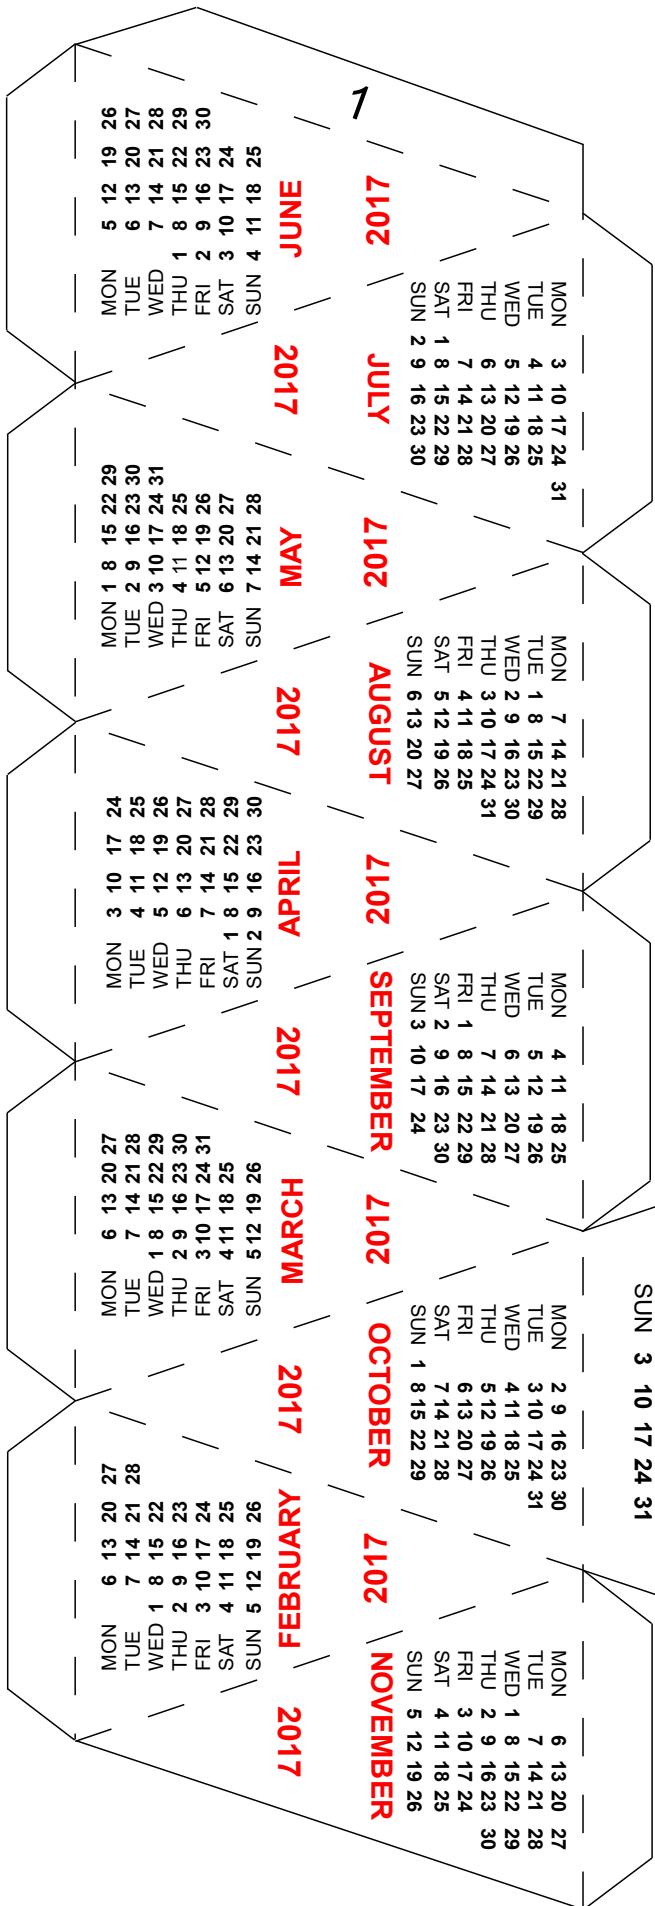 1
MON 5 12 19 26
TUE 6 13 20 27
WED 7 14 21 28
THU 1 8 15 22 29
FRI 2 9 16 23 30
SAT 3 10 17 24
SUN 4 11 18 25
JUNE
2017
MON 3 10 17 24 31
TUE 4 11 18 25
WED 5 12 19 26
THU 6 13 20 27
FRI 7 14 21 28
SAT 1 8 15 22 29
SUN 2 9 16 23 30
JULY
2017
MON 1 8 15 22 29
TUE 2 9 16 23 30
WED 3 10 17 24 31
THU 4 11 18 25
FRI 5 12 19 26
SAT 6 13 20 27
SUN 7 14 21 28
MAY
2017
MON 7 14 21 28
TUE 1 8 15 22 29
WED 2 9 16 23 30
THU 3 10 17 24 31
FRI 4 11 18 25
SAT 5 12 19 26
SUN 6 13 20 27
AUGUST
2017
MON 3 10 17 24
TUE 4 11 18 25
WED 5 12 19 26
THU 6 13 20 27
FRI 7 14 21 28
SAT 1 8 15 22 29
SUN 2 9 16 23 30
APRIL
2017
MON 4 11 18 25
TUE 5 12 19 26
WED 6 13 20 27
THU 7 14 21 28
FRI 1 8 15 22 29
SAT 2 9 16 23 30
SUN 3 10 17 24
SEPTEMBER
2017
MON 6 13 20 27
TUE 7 14 21 28
WED 1 8 15 22 29
THU 2 9 16 23 30
FRI 3 10 17 24 31
SAT 4 11 18 25
SUN 5 12 19 26
MARCH
2017
MON 2 9 16 23 30
TUE 3 10 17 24 31
WED 4 11 18 25
THU 5 12 19 26
FRI 6 13 20 27
SAT 7 14 21 28
SUN 1 8 15 22 29
OCTOBER
2017
SUN 3 10 17 24 31
MON 6 13 20 27
TUE 7 14 21 28
WED 1 8 15 22
THU 2 9 16 23
FRI 3 10 17 24
SAT 4 11 18 25
SUN 5 12 19 26
FEBRUARY
2017
MON 6 13 20 27
TUE 7 14 21 28
WED 1 8 15 22 29
THU 2 9 16 23 30
FRI 3 10 17 24
SAT 4 11 18 25
SUN 5 12 19 26
NOVEMBER
2017